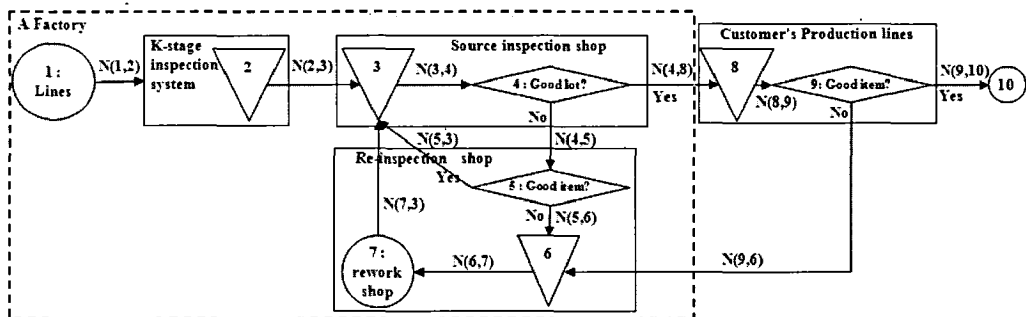 A Factory
1 :
Lines
N(1,2)
K-stage
inspection
system
2
N(2,3)
Source inspection shop
3
N(3,4)
4 : Good lot?
N(4,8)
Yes
No
N(4,5)
Customer's Production lines
8
N(8,9)
9: Good item?
N(9,10)
Yes
10
No
N(5,3)
Re-inspection shop
Yes
5 : Good item?
No
N(5,6)
N(7,3)
7 :
rework
shop
N(6,7)
6
N(9,6)